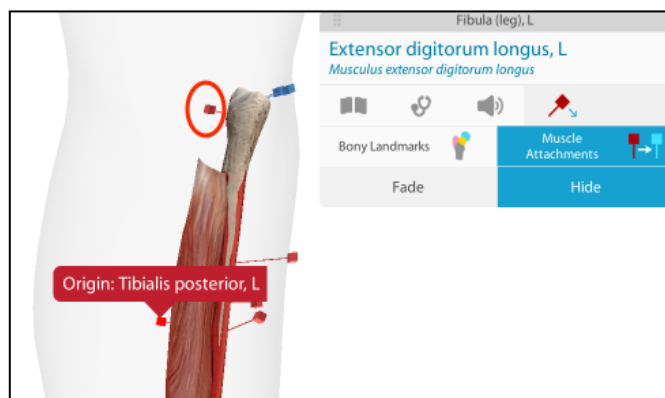 Fibula (leg), L
Extensor digitorum longus, L
Musculus extensor digitorum longus
Bony Landmarks
Muscle
Attachments
Fade
Hide
Origin: Tibialis posterior, L